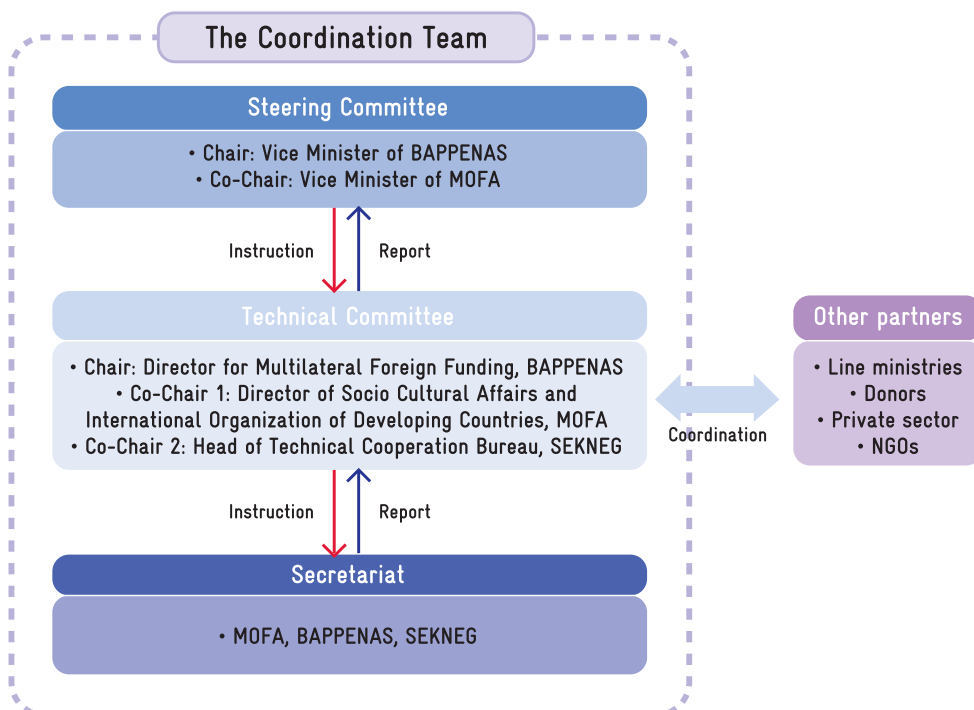 The Coordination Team
Steering Committee
• Chair: Vice Minister of BAPPENAS
• Co-Chair: Vice Minister of MOFA
Instruction
Report
Technical Committee
• Chair: Director for Multilateral Foreign Funding, BAPPENAS
• Co-Chair 1: Director of Socio Cultural Affairs and
International Organization of Developing Countries, MOFA
• Co-Chair 2: Head of Technical Cooperation Bureau, SEKNEG
Coordination
Other partners
• Line ministries
• Donors
• Private sector
• NGOs
Instruction
Report
Secretariat
• MOFA, BAPPENAS, SEKNEG